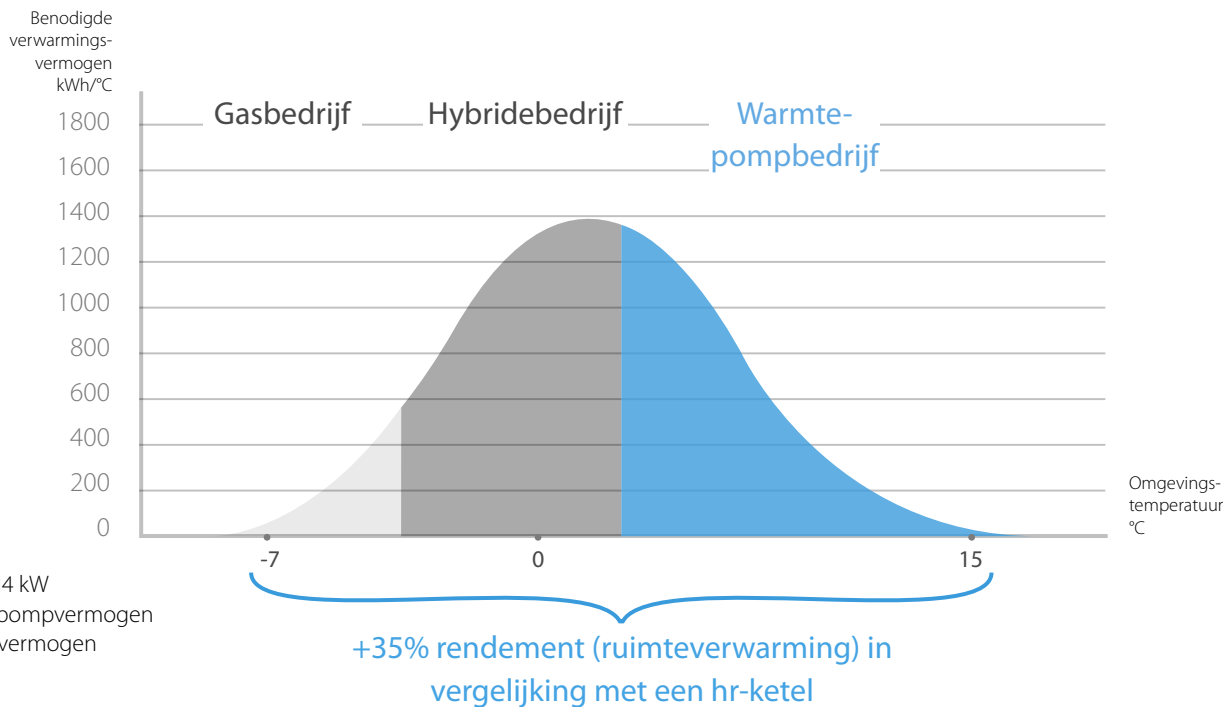 Benodigde
verwarmings-
vermogen
kWh/°C
Gasbedrijf
Hybridebedrijf
Warmte-
pompbedrijf
1800
1600
1400
1200
1000
800
600
400
200
0
Omgevings-
temperatuur
°C
-7
0
15
4 kW
pompvermogen
vermogen
+35% rendement (ruimteverwarming) in
vergelijking met een hr-ketel